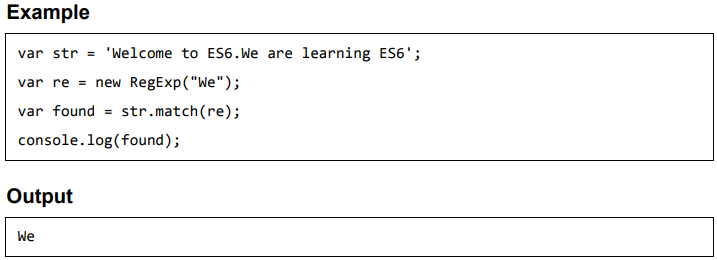 Example
var str = 'Welcome to ES6.We are learning ES6';
var re = new RegExp("We");
var found = str.match(re);
console.log(found);
Output
We